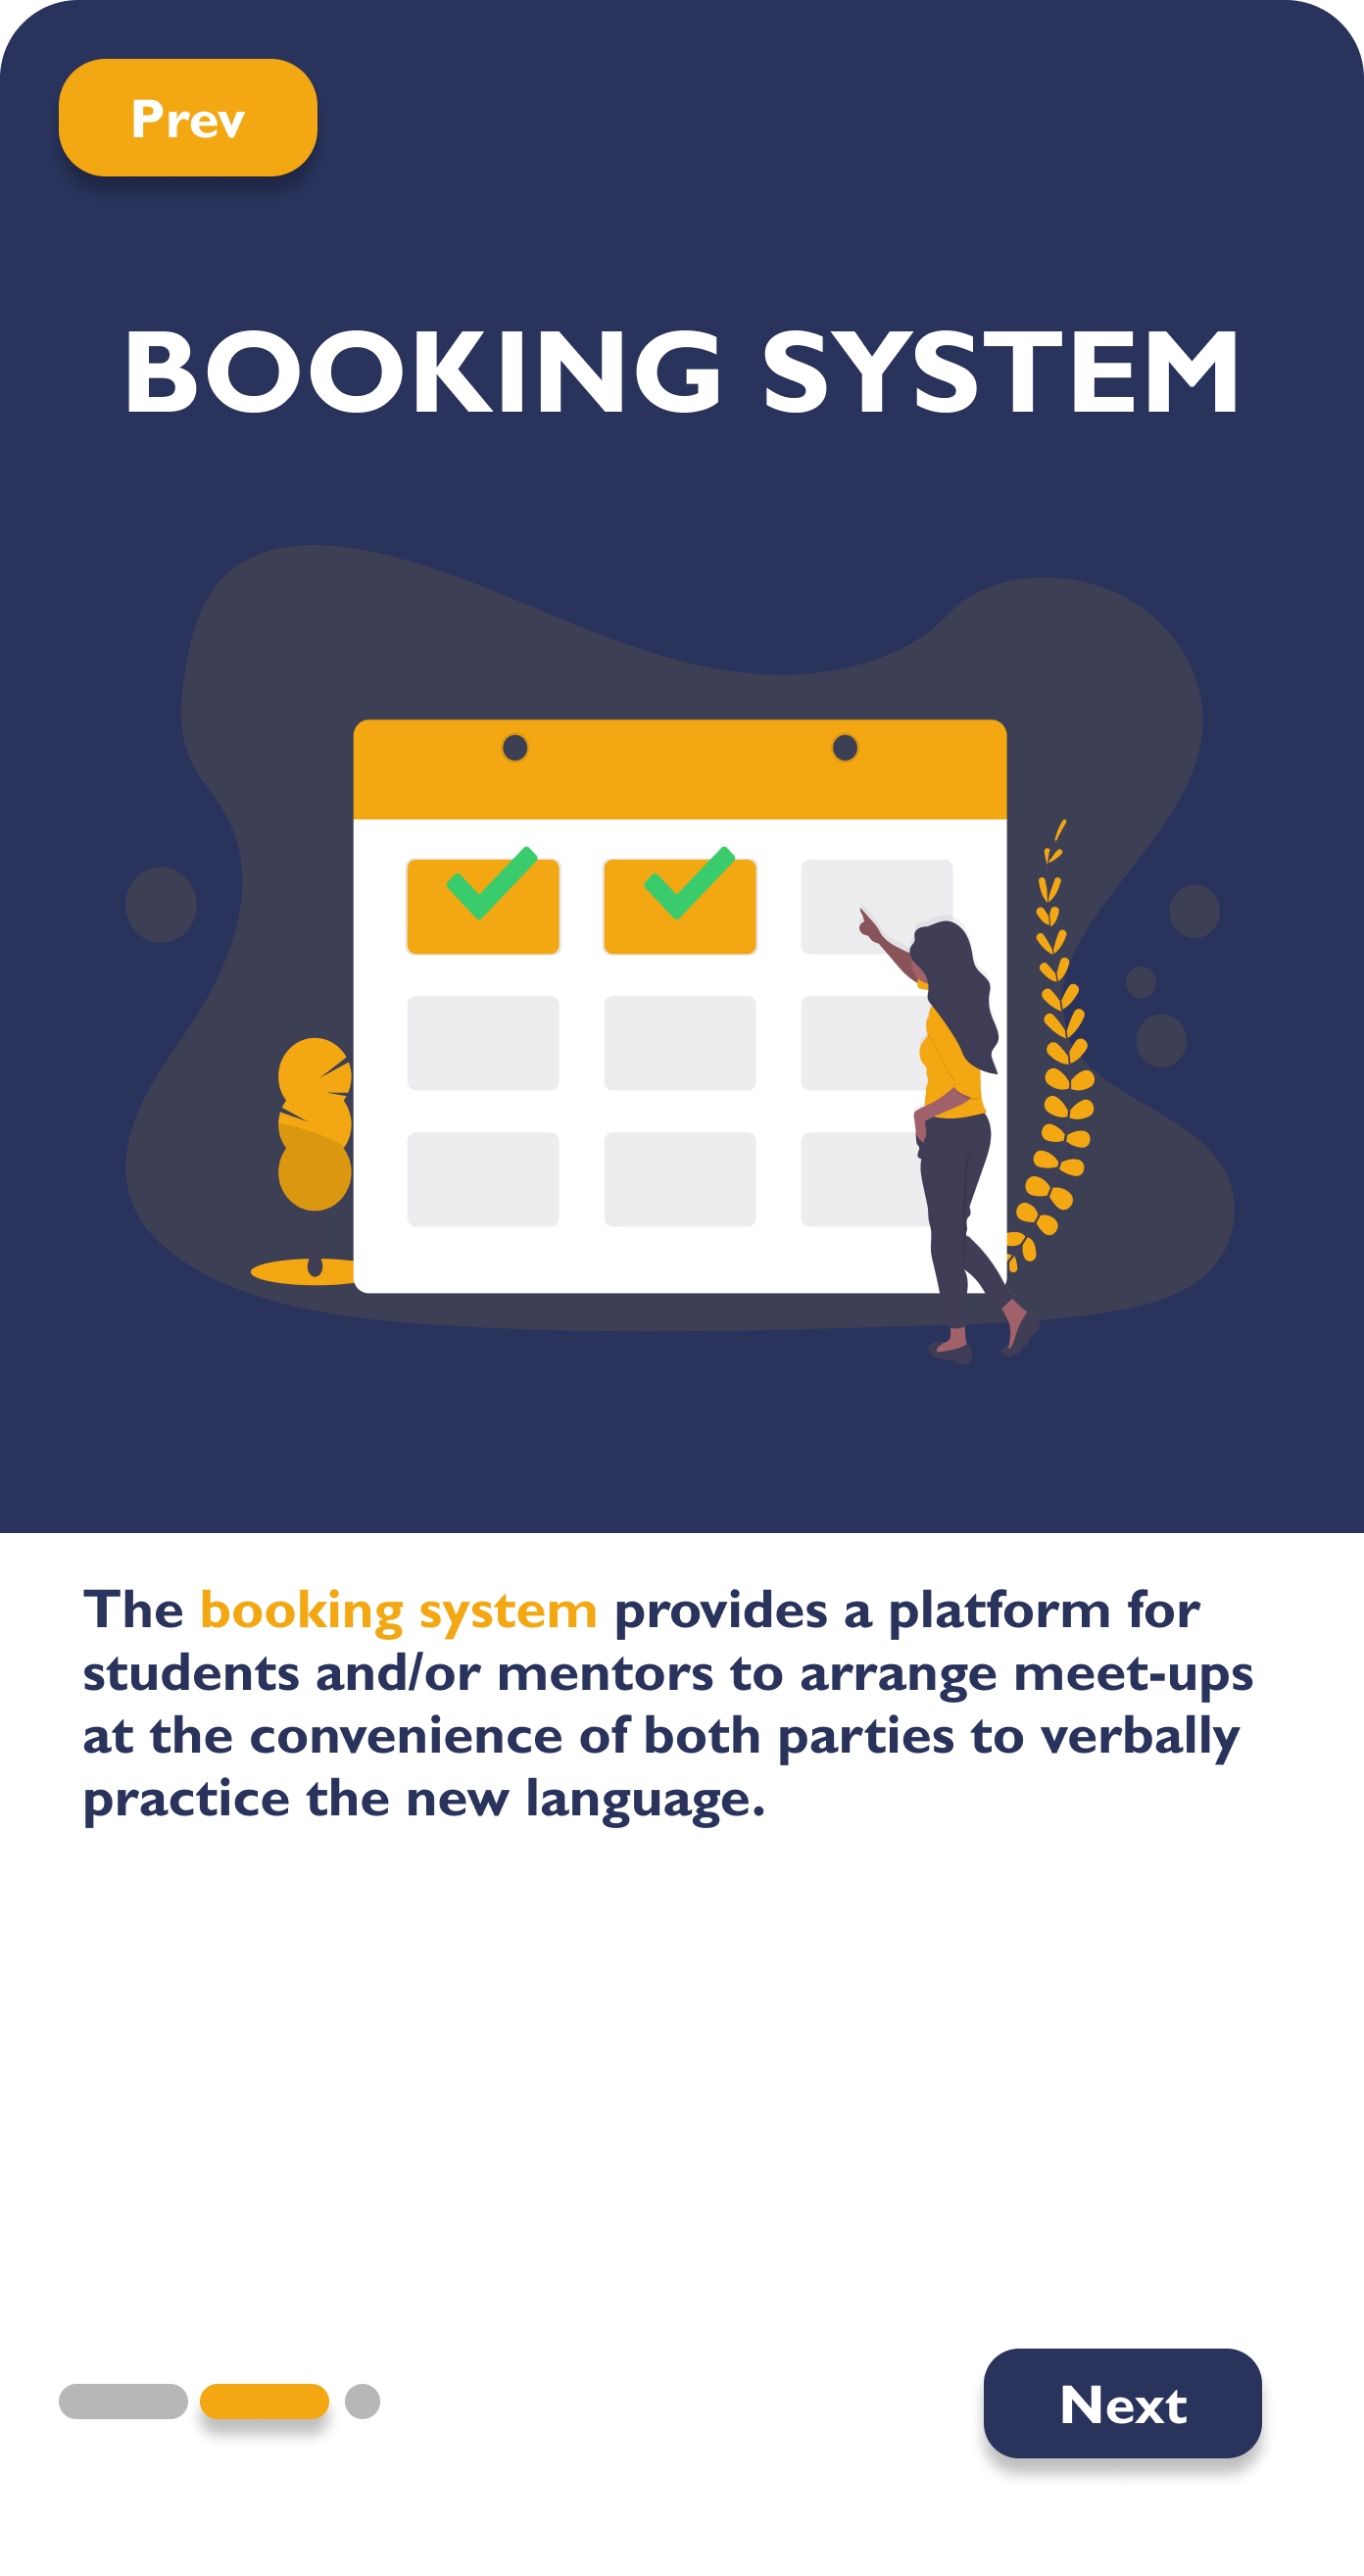 Prev
BOOKING SYSTEM
The booking system provides a platform for
students and/or mentors to arrange meet-ups
at the convenience of both parties to verbally
practice the new language.
Next